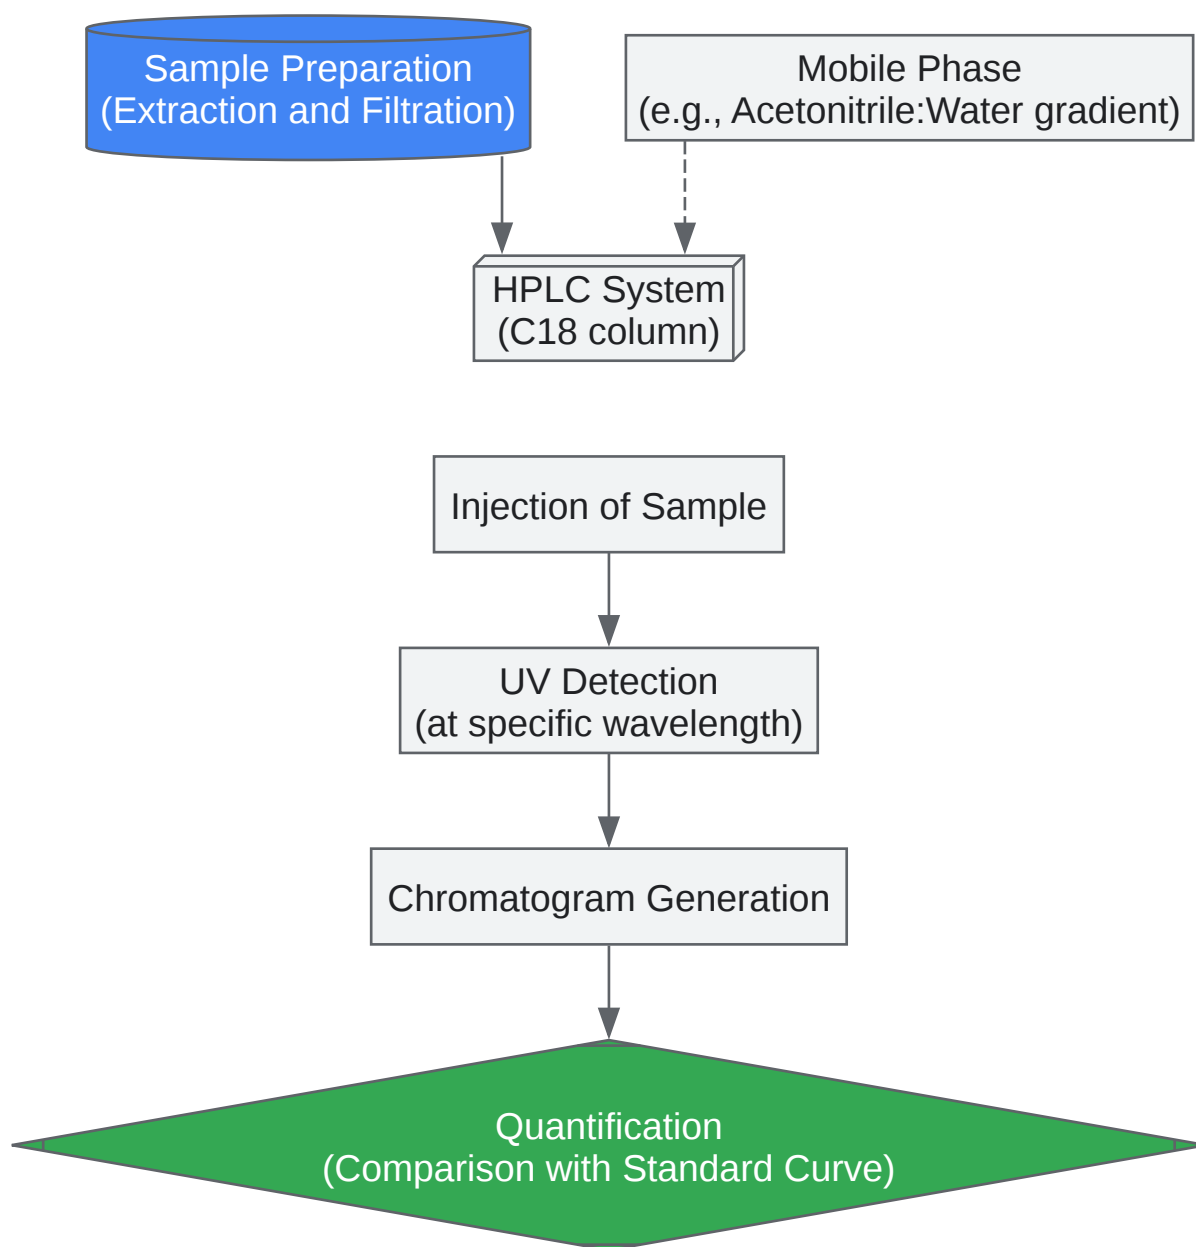 Sample Preparation
(Extraction and Filtration)
Mobile Phase
(e.g., Acetonitrile:Water gradient)
HPLC System
(C18 column)
Injection of Sample
UV Detection
(at specific wavelength)
Chromatogram Generation
Quantification
(Comparison with Standard Curve)